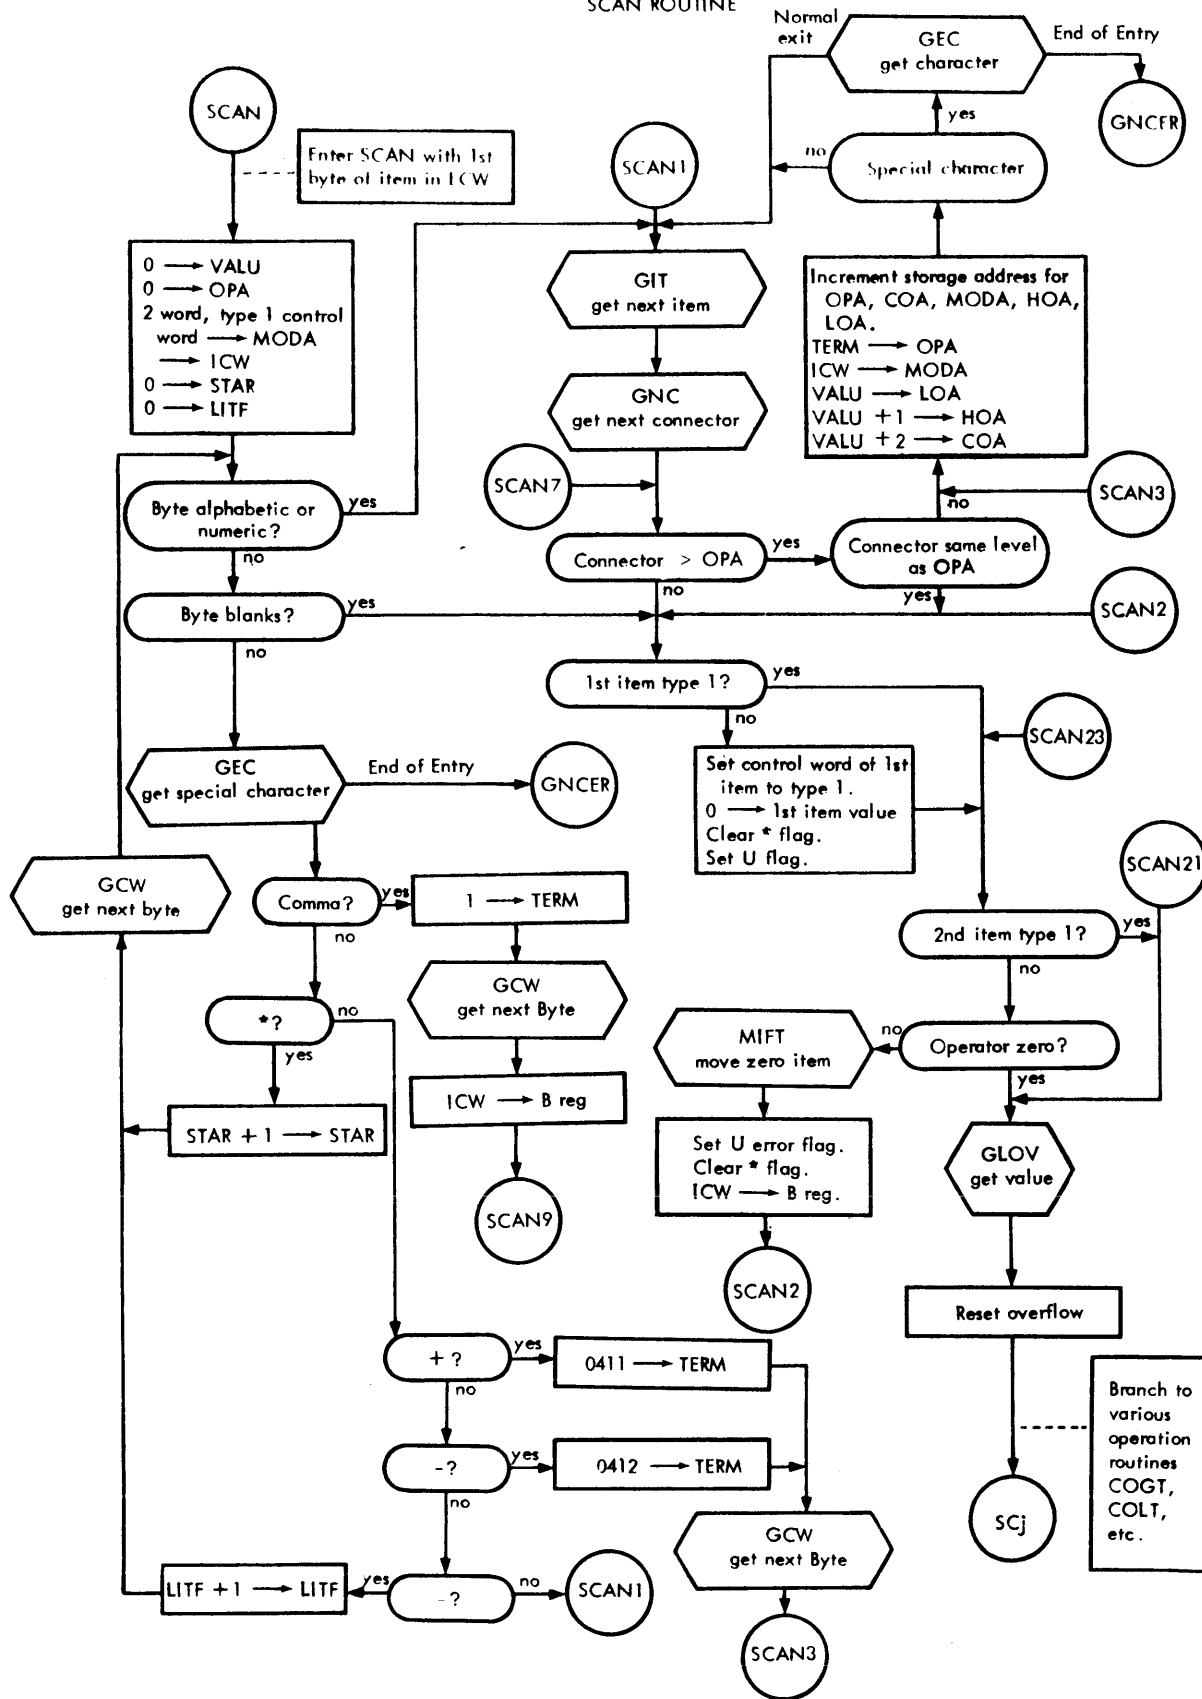 SCAN ROUTINE
Normal
exit
GEC
get character
End of Entry
GNCER
yes
SCAN
Enter SCAN with 1st
byte of item in ICW
SCAN1
no
Special character
0 → VALU
0 → OPA
2 word, type 1 control
word → MODA
→ ICW
0 → STAR
0 → LITF
GIT
get next item
Increment storage address for
OPA, COA, MODA, HOA,
LOA.
TERM → OPA
ICW → MODA
VALU → LOA
VALU +1 → HOA
VALU +2 → COA
GNC
get next connector
SCAN7
SCAN3
no
Byte alphabetic or
numeric?
yes
no
Connector > OPA
yes
no
Connector same level
as OPA
yes
SCAN2
Byte blanks?
yes
no
1st item type 1?
yes
no
SCAN23
GEC
get special character
End of Entry
GNCER
Set control word of 1st
item to type 1.
0 → 1st item value
Clear * flag.
Set U flag.
SCAN21
GCW
get next byte
Comma?
yes
no
1 → TERM
2nd item type 1?
yes
no
GCW
get next Byte
*?
no
yes
MIFT
move zero item
no
Operator zero?
yes
ICW → B reg
STAR + 1 → STAR
Set U error flag.
Clear * flag.
ICW → B reg.
GLOV
get value
SCAN9
SCAN2
Reset overflow
+ ?
yes
no
0411 → TERM
Branch to
various
operation
routines
COGT,
COLT,
etc.
-?
yes
no
0412 → TERM
SCj
GCW
get next Byte
LITF + 1 → LITF
yes
-?
no
SCAN1
SCAN3